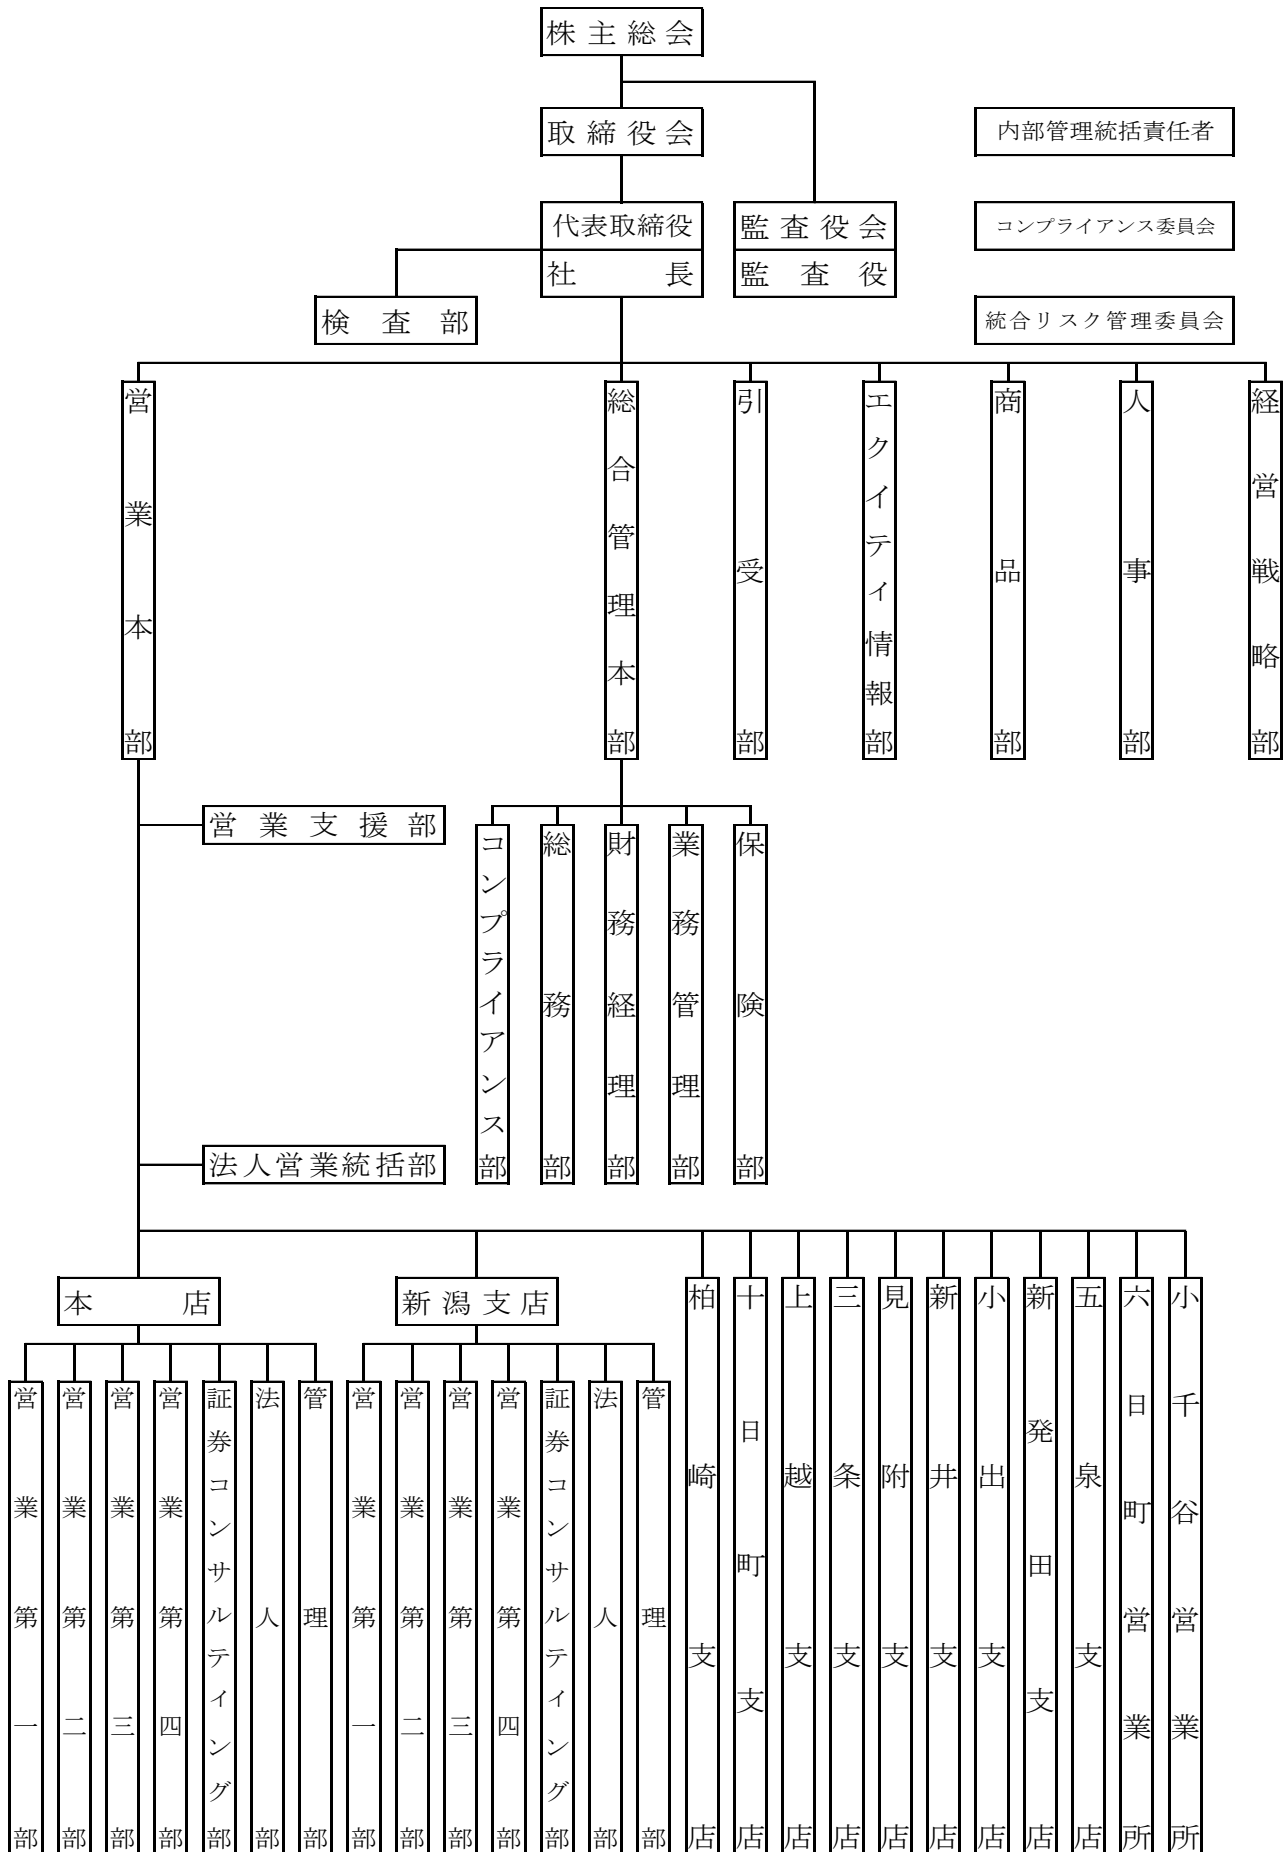 株主総会
取締役会
内部管理統括責任者
代表取締役
社長
監査役会
監査役
コンプライアンス委員会
検査部
統合リスク管理委員会
営業本部
総合管理本部
引受部
エクイティ情報部
商品部
人事部
経営戦略部
営業支援部
コンプライアンス部
総務部
財務経理部
業務管理部
保険部
法人営業統括部
本店
新潟支店
柏崎支店
十日町支店
上越支店
三条支店
見附支店
新井支店
小出支店
新発田支店
五泉支店
六日町営業所
小千谷営業所
営業第一部
営業第二部
営業第三部
営業第四部
証券コンサルティング部
法人部
管理部
営業第一部
営業第二部
営業第三部
営業第四部
証券コンサルティング部
法人部
管理部